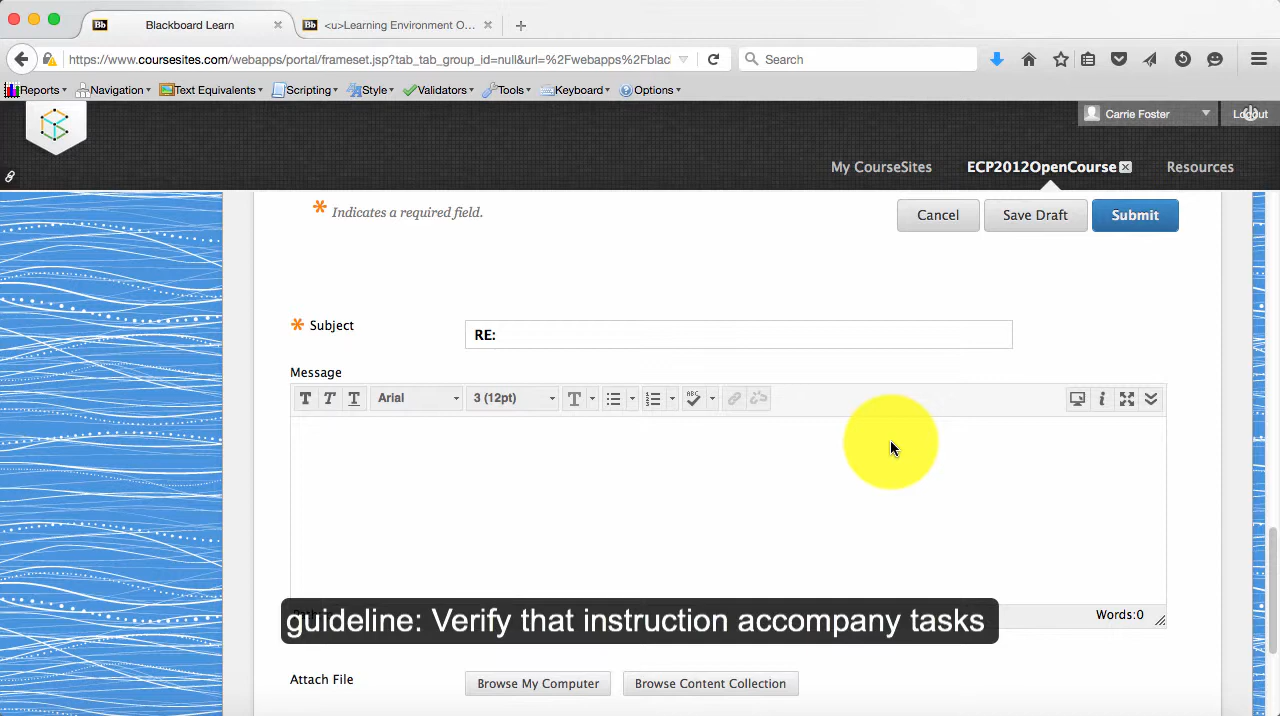 Bb Blackboard Learn
Bb <u>Learning Environment O...
https://www.coursesites.com/webapps/portal/frameset.jsp?tab_tab_group_id=null&url=%2Fwebapps%2Fblac
Search
Reports Navigation Text Equivalents Scripting Style Validators Tools Keyboard Options
Carrie Foster
Logout
My CourseSites ECP2012OpenCourse Resources
Indicates a required field.
Cancel Save Draft Submit
Subject
RE:
Message
T T T Arial 3 (12pt) T ABC i
Words:0
guideline: Verify that instruction accompany tasks
Attach File
Browse My Computer Browse Content Collection